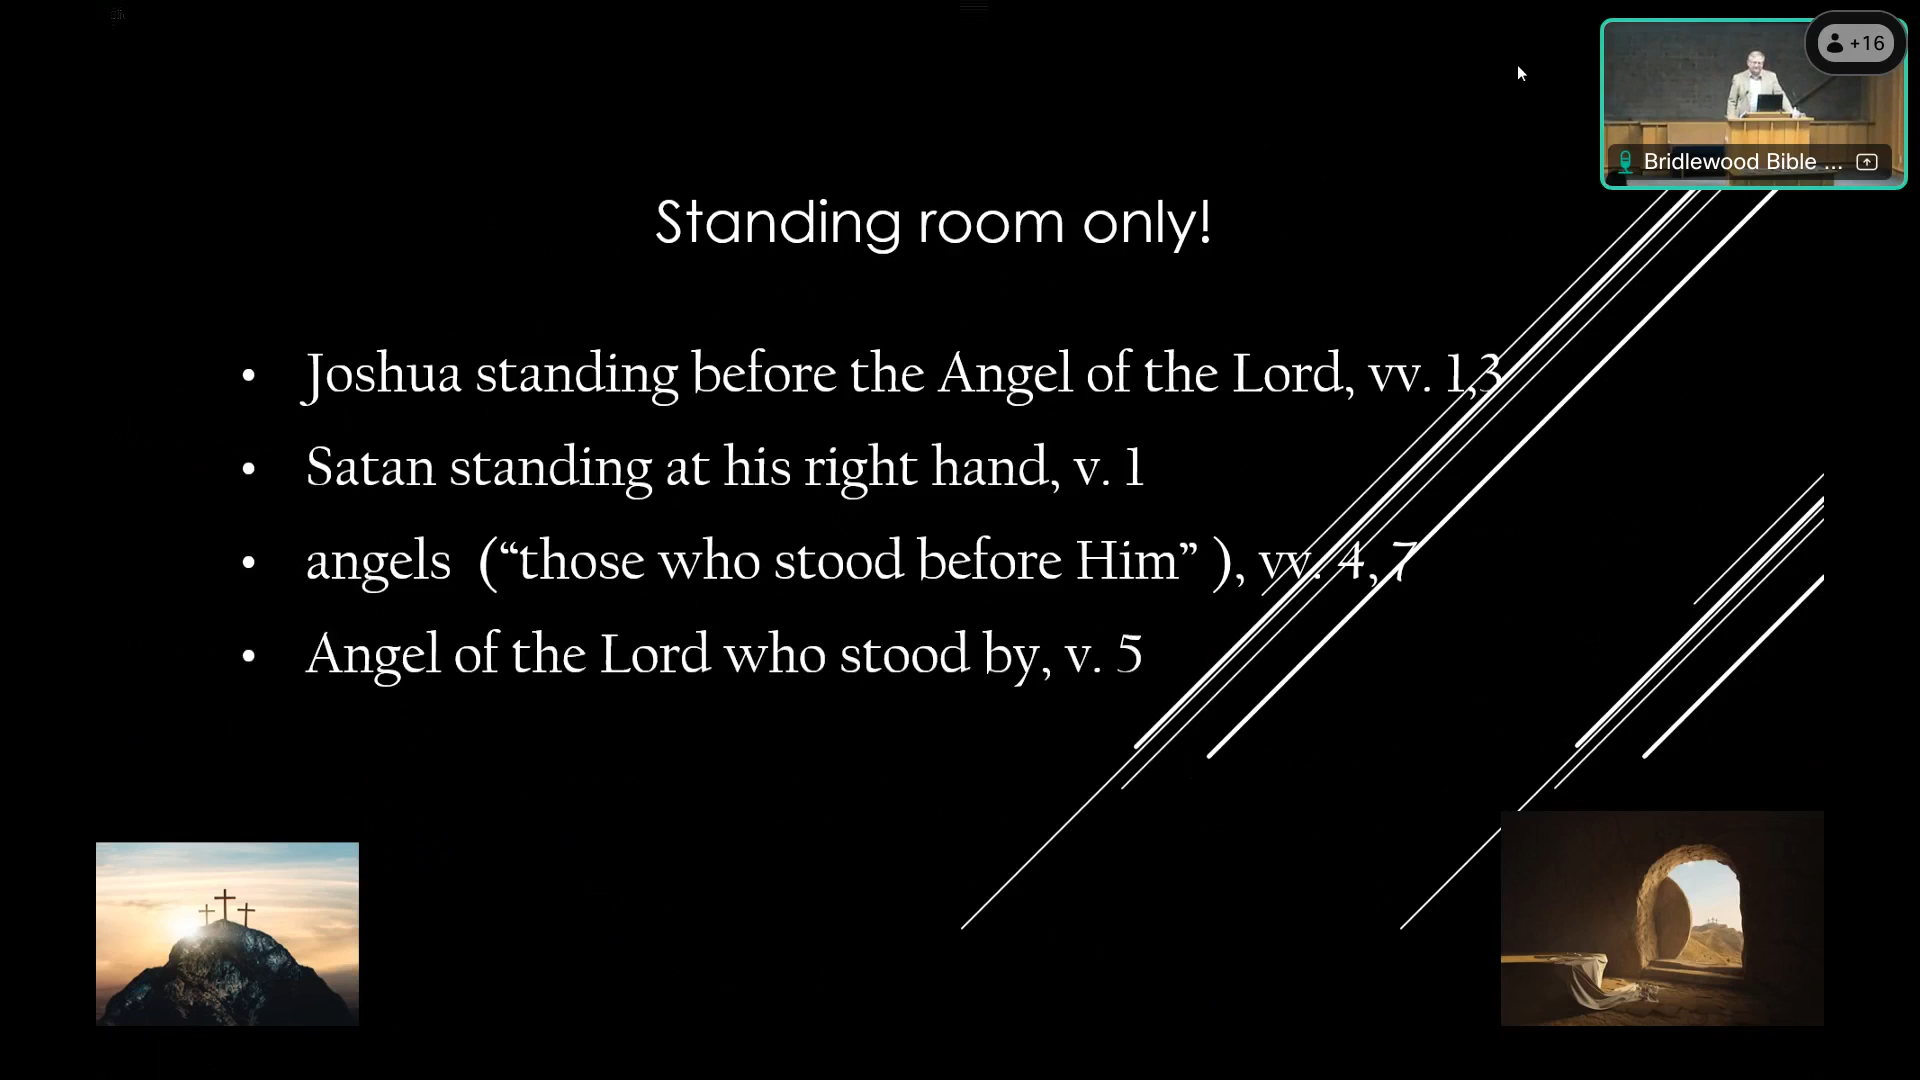 +16
Bridlewood Bible ...
Standing room only!
• Joshua standing before the Angel of the Lord, vv. 1,3
• Satan standing at his right hand, v. 1
• angels (“those who stood before Him” ), vv. 4, 7
• Angel of the Lord who stood by, v. 5